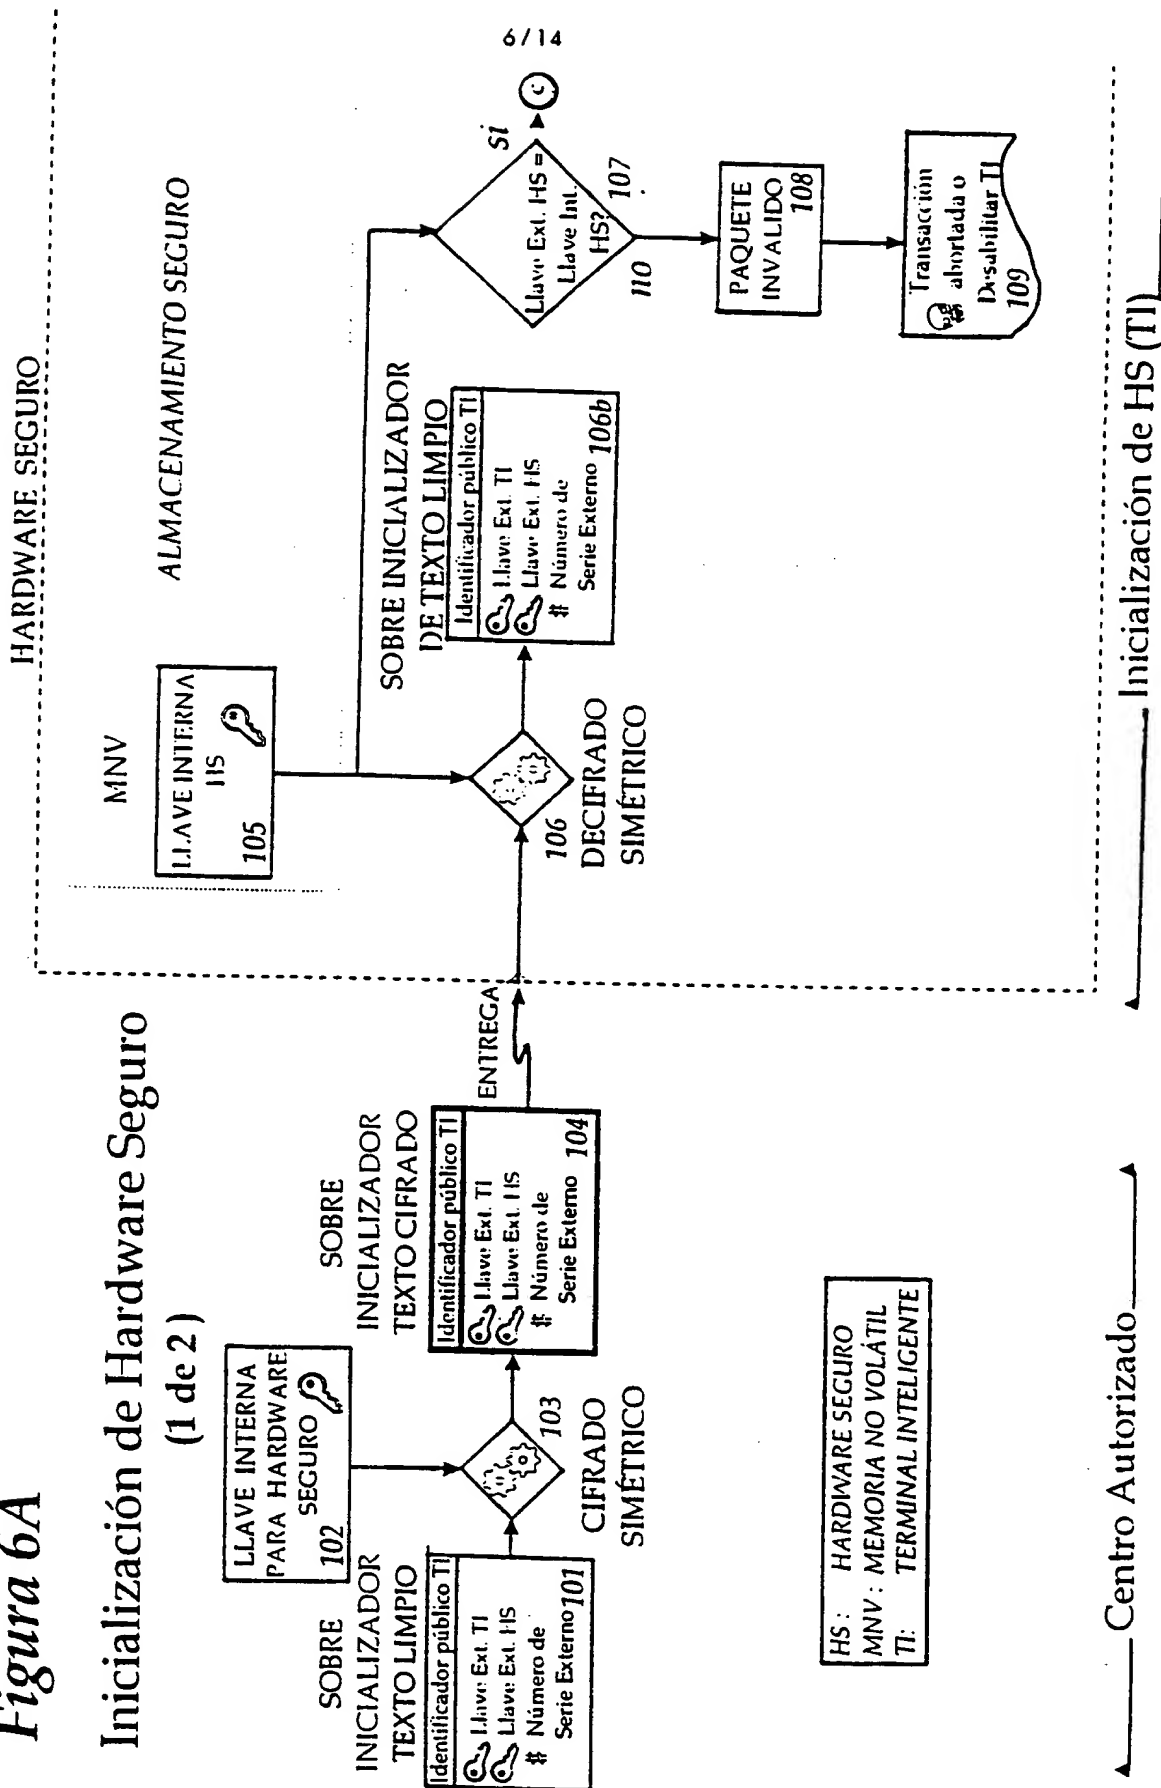 Figura 6A
Inicialización de Hardware Seguro
(1 de 2)
SOBRE
INICIALIZADOR
TEXTO LIMPIO
Identificador público TI
Llave Ext. TI
Llave Ext. HS
# Número de
Serie Externo 101
LLAVE INTERNA
PARA HARDWARE
SEGURO
102
103
CIFRADO
SIMÉTRICO
SOBRE
INICIALIZADOR
TEXTO CIFRADO
Identificador público TI
Llave Ext. TI
Llave Ext. HS
# Número de
Serie Externo 104
ENTREGA
HARDWARE SEGURO
MNV
ALMACENAMIENTO SEGURO
LLAVE INTERNA
HS
105
106
DECIFRADO
SIMÉTRICO
SOBRE INICIALIZADOR
DE TEXTO LIMPIO
Identificador público TI
Llave Ext. TI
Llave Ext. HS
# Número de
Serie Externo 106b
Llave Ext. HS =
Llave Int.
HS?
107
SI
C
110
PAQUETE
INVALIDO
108
Transacción
abortada o
Desabilitar TI
109
HS: HARDWARE SEGURO
MNV: MEMORIA NO VOLÁTIL
TI: TERMINAL INTELIGENTE
Centro Autorizado
Inicialización de HS (TI)
6/14